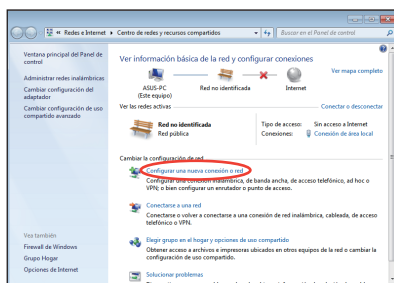 « Redes e Internet ▸ Centro de redes y recursos compartidos
Buscar en el Panel de control
Ventana principal del Panel de control
Administrar redes inalámbricas
Cambiar configuración del adaptador
Cambiar configuración de uso compartido avanzado
Vea también
Firewall de Windows
Grupo Hogar
Opciones de Internet
Ver información básica de la red y configurar conexiones
Ver mapa completo
ASUS-PC
(Este equipo)
Red no identificada
Internet
Ver las redes activas
Conectar o desconectar
Red no identificada
Red pública
Tipo de acceso: Sin acceso a Internet
Conexiones: Conexión de área local
Cambiar la configuración de red
Configurar una nueva conexión o red
Configurar una conexión inalámbrica, de banda ancha, de acceso telefónico, ad hoc o
VPN; o bien configurar un enrutador o punto de acceso.
Conectarse a una red
Conectarse o volver a conectarse a una conexión de red inalámbrica, cableada, de acceso
telefónico o VPN.
Elegir grupo en el hogar y opciones de uso compartido
Obtener acceso a archivos e impresoras ubicados en otros equipos de la red o cambiar la
configuración de uso compartido.
Solucionar problemas